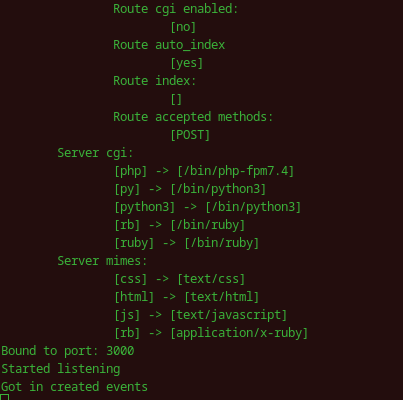 Route cgi enabled:
[no]
Route auto_index
[yes]
Route index:
[]
Route accepted methods:
[POST]
Server cgi:
[php] -> [/bin/php-fpm7.4]
[py] -> [/bin/python3]
[python3] -> [/bin/python3]
[rb] -> [/bin/ruby]
[ruby] -> [/bin/ruby]
Server mimes:
[css] -> [text/css]
[html] -> [text/html]
[js] -> [text/javascript]
[rb] -> [application/x-ruby]
Bound to port: 3000
Started listening
Got in created events